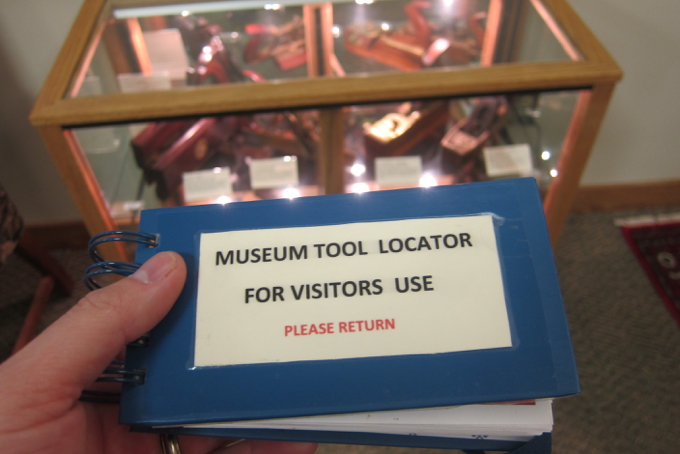 MUSEUM TOOL LOCATOR
FOR VISITORS USE
PLEASE RETURN